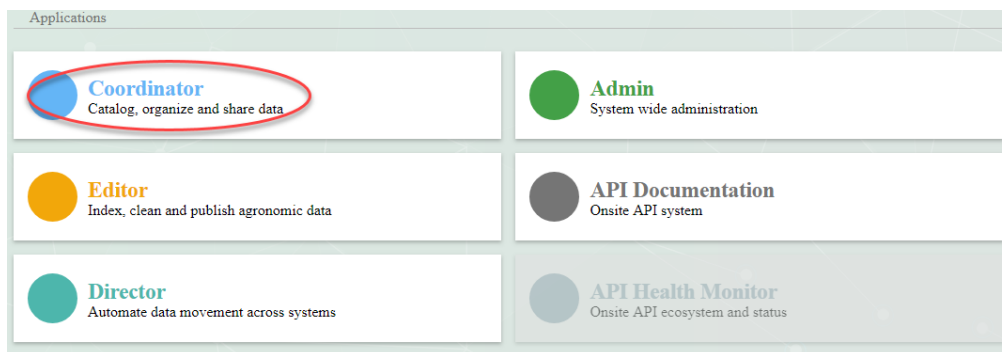 Applications
Coordinator
Catalog, organize and share data
Admin
System wide administration
Editor
Index, clean and publish agronomic data
API Documentation
Onsite API system
Director
Automate data movement across systems
API Health Monitor
Onsite API ecosystem and status